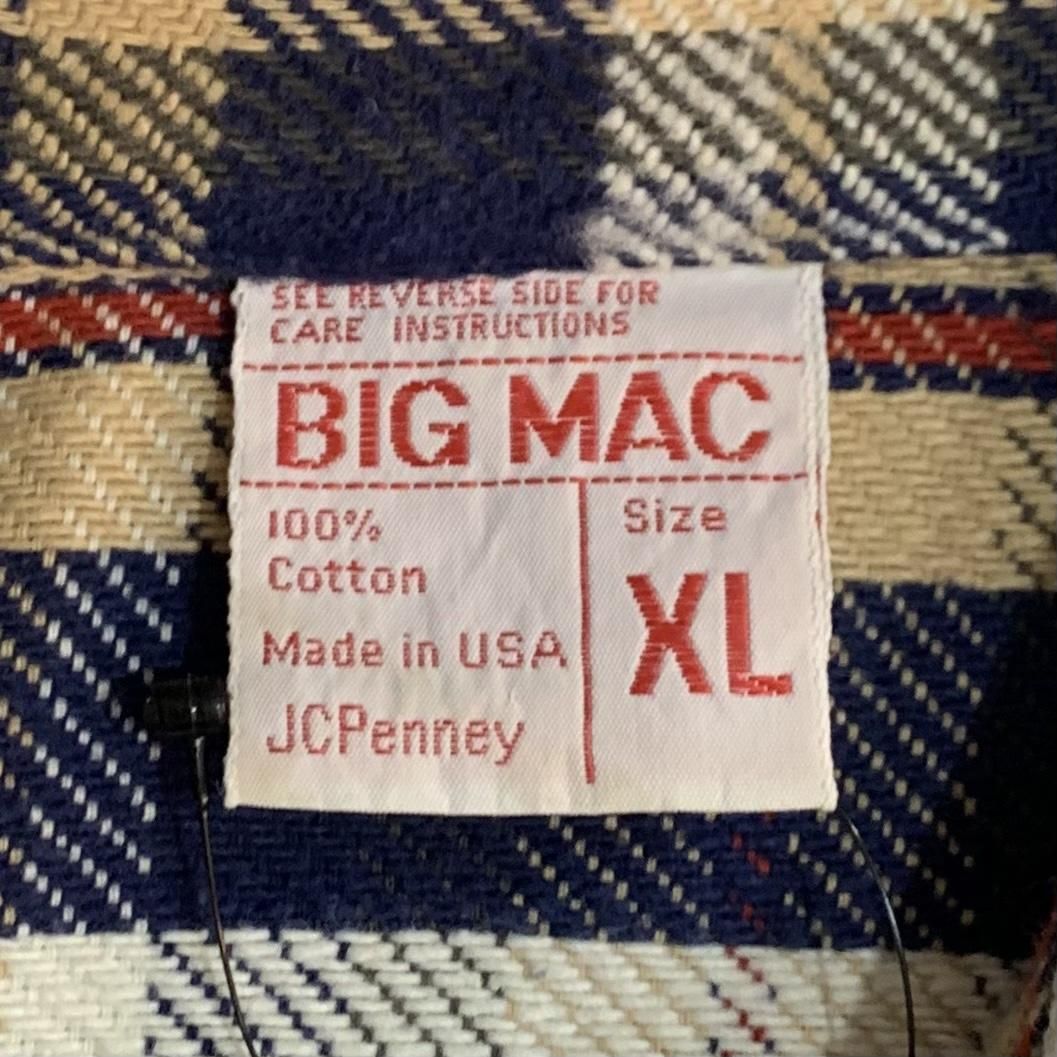 SEE REVERSE SIDE FOR
CARE INSTRUCTIONS
BIG MAC
100%
Cotton
Made in USA
JCPenney
Size
XL